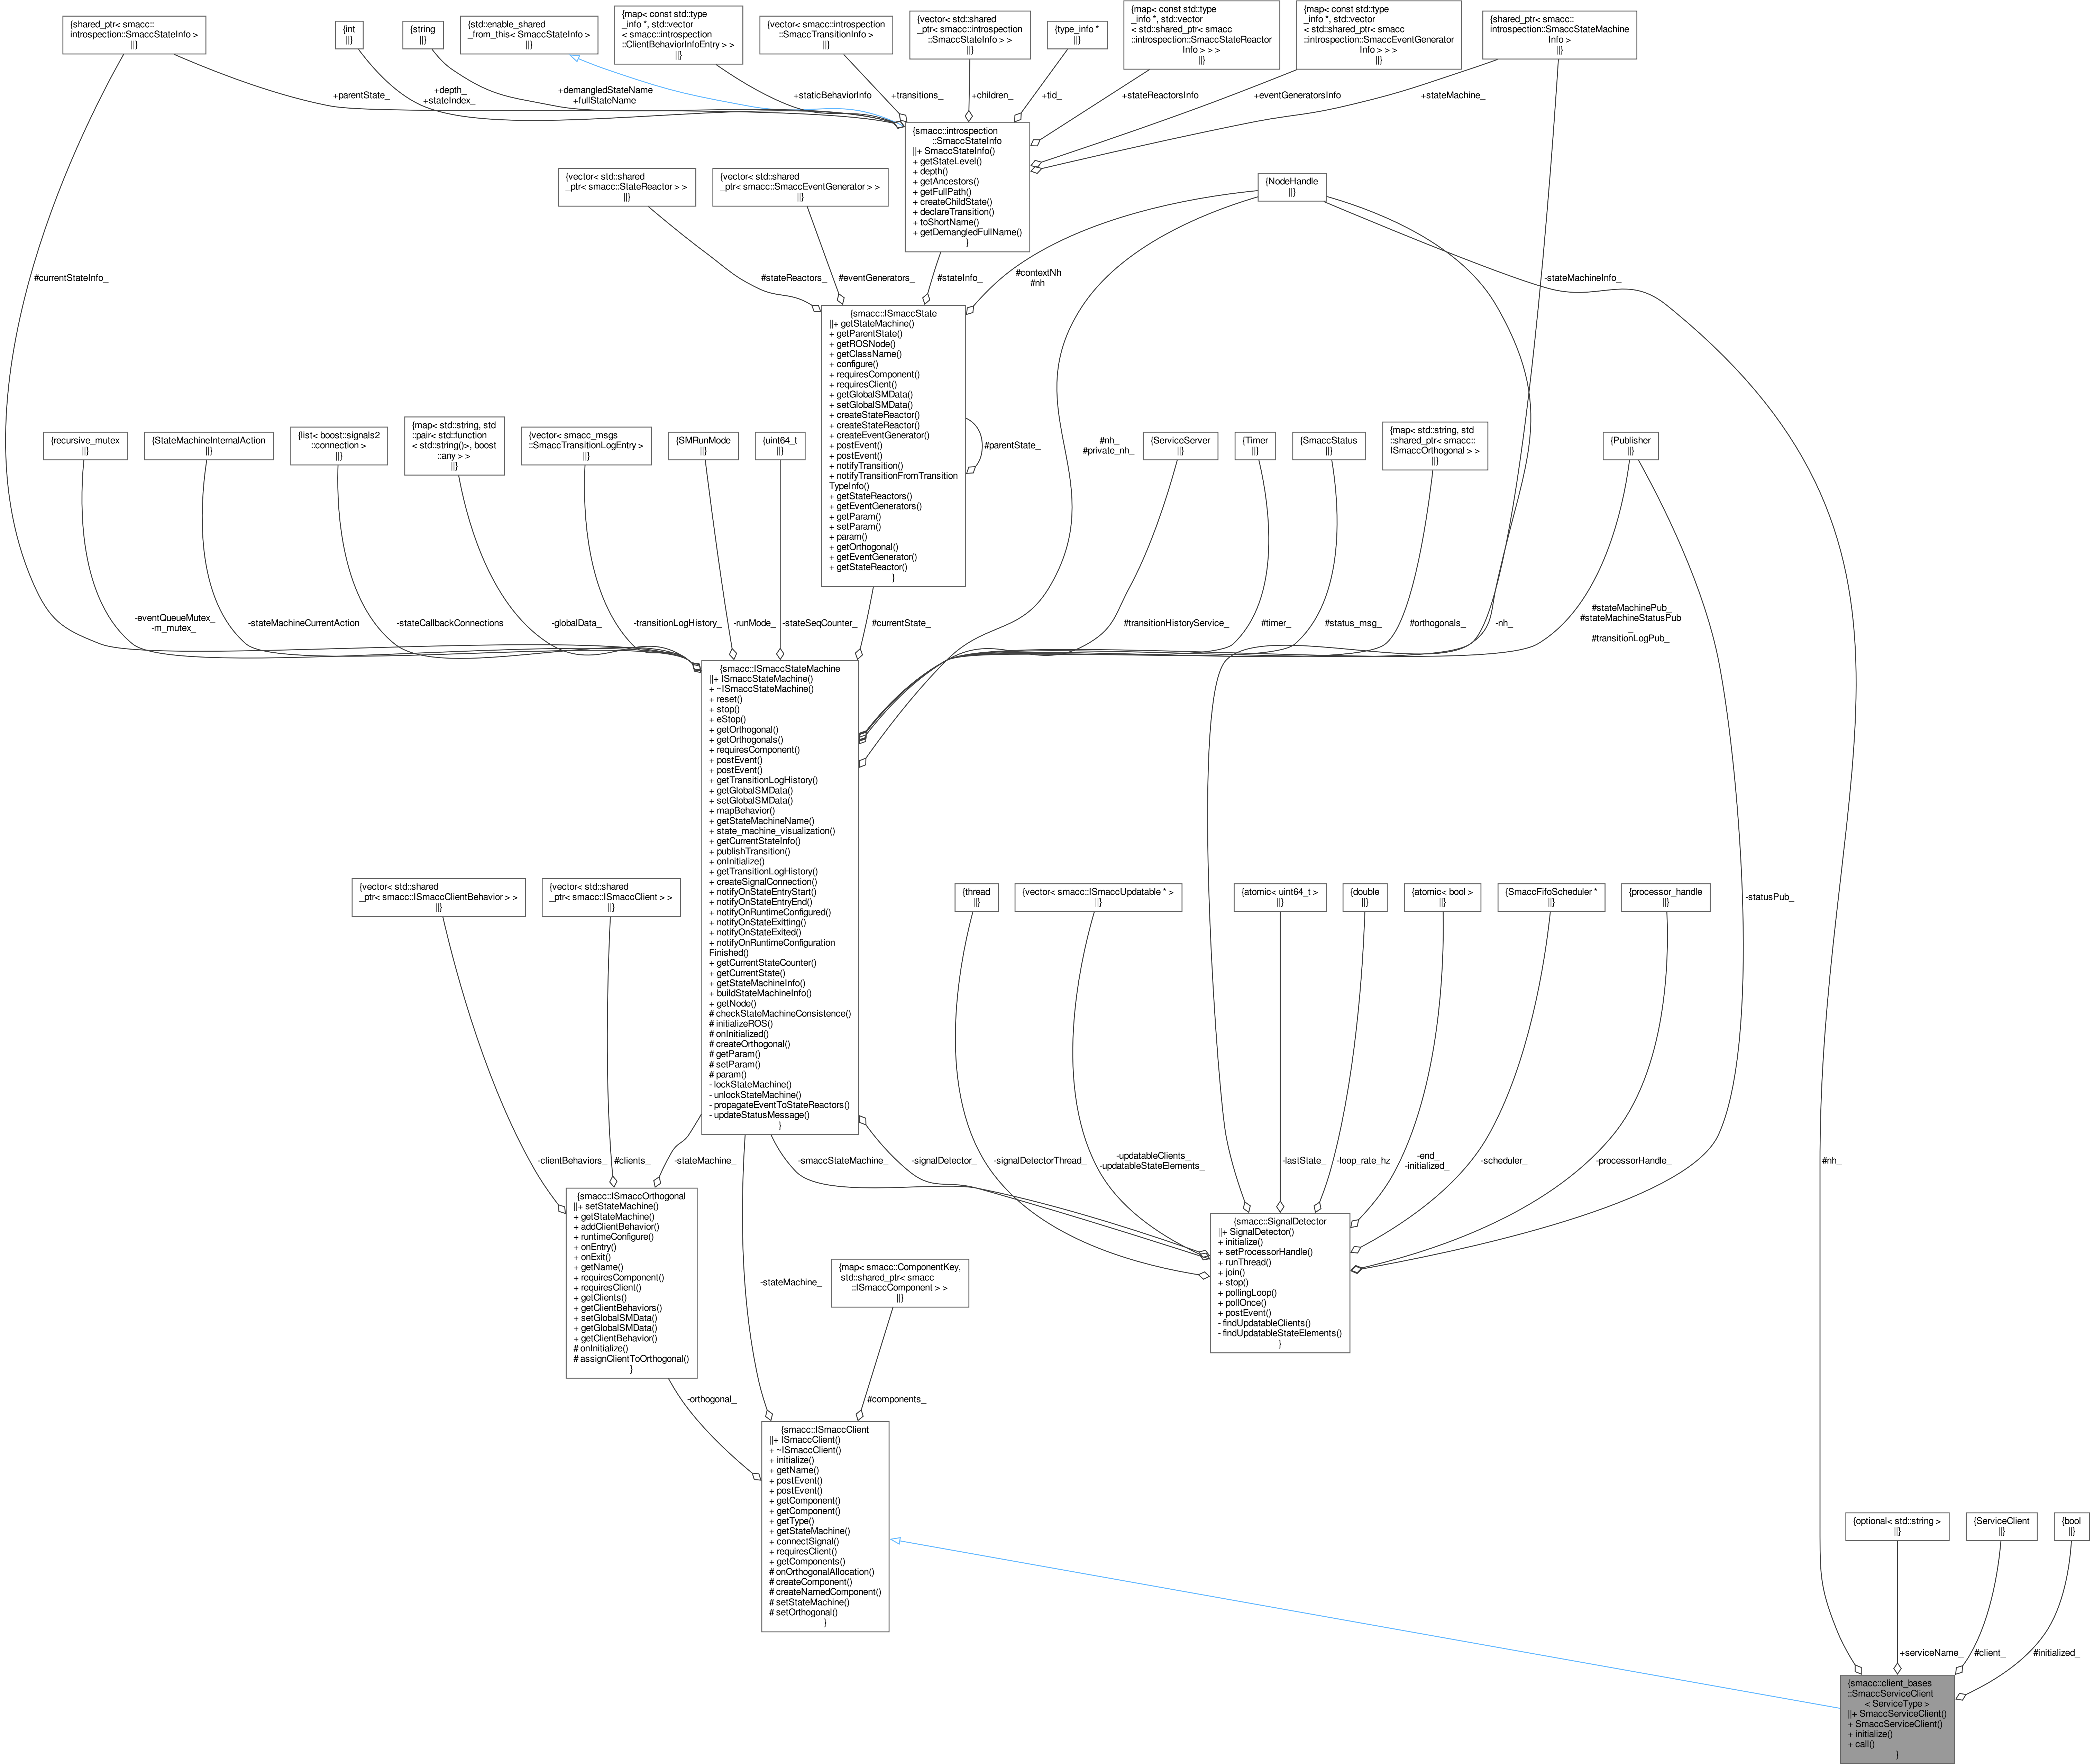 {shared_ptr< smacc::
introspection::SmaccStateInfo >
||}
{int
||}
{string
||}
{std::enable_shared
_from_this< SmaccStateInfo >
||}
{map< const std::type
_info *, std::vector
< smacc::introspection
::ClientBehaviorInfoEntry > >
||}
{vector< smacc::introspection
::SmaccTransitionInfo >
||}
{vector< std::shared
_ptr< smacc::introspection
::SmaccStateInfo > >
||}
{type_info *
||}
{map< const std::type
_info *, std::vector
< std::shared_ptr< smacc
::introspection::SmaccStateReactor
Info > > >
||}
{map< const std::type
_info *, std::vector
< std::shared_ptr< smacc
::introspection::SmaccEventGenerator
Info > > >
||}
{shared_ptr< smacc::
introspection::SmaccStateMachine
Info >
||}
+parentState_
+depth_
+stateIndex_
+demangledStateName
+fullStateName
+staticBehaviorInfo
+transitions_
+children_
+tid_
+stateReactorsInfo
+eventGeneratorsInfo
+stateMachine_
{smacc::introspection
::SmaccStateInfo
||+ SmaccStateInfo()
+ getStateLevel()
+ depth()
+ getAncestors()
+ getFullPath()
+ createChildState()
+ declareTransition()
+ toShortName()
+ getDemangledFullName()
}
{vector< std::shared
_ptr< smacc::StateReactor > >
||}
{vector< std::shared
_ptr< smacc::SmaccEventGenerator > >
||}
{NodeHandle
||}
#currentStateInfo_
#stateReactors_
#eventGenerators_
#stateInfo_
#contextNh
#nh
-stateMachineInfo_
{smacc::ISmaccState
||+ getStateMachine()
+ getParentState()
+ getROSNode()
+ getClassName()
+ configure()
+ requiresComponent()
+ requiresClient()
+ getGlobalSMData()
+ setGlobalSMData()
+ createStateReactor()
+ createStateReactor()
+ createEventGenerator()
+ postEvent()
+ postEvent()
+ notifyTransition()
+ notifyTransitionFromTransition
TypeInfo()
+ getStateReactors()
+ getEventGenerators()
+ getParam()
+ setParam()
+ param()
+ getOrthogonal()
+ getEventGenerator()
+ getStateReactor()
}
#parentState_
{recursive_mutex
||}
{StateMachineInternalAction
||}
{list< boost::signals2
::connection >
||}
{map< std::string, std
::pair< std::function
< std::string()>, boost
::any > >
||}
{vector< smacc_msgs
::SmaccTransitionLogEntry >
||}
{SMRunMode
||}
{uint64_t
||}
#nh_
#private_nh_
{ServiceServer
||}
{Timer
||}
{SmaccStatus
||}
{map< std::string, std
::shared_ptr< smacc::
ISmaccOrthogonal > >
||}
{Publisher
||}
-eventQueueMutex_
-m_mutex_
-stateMachineCurrentAction
-stateCallbackConnections
-globalData_
-transitionLogHistory_
-runMode_
-stateSeqCounter_
#currentState_
#transitionHistoryService_
#timer_
#status_msg_
#orthogonals_
-nh_
#stateMachinePub_
#stateMachineStatusPub
_
#transitionLogPub_
{smacc::ISmaccStateMachine
||+ ISmaccStateMachine()
+ ~ISmaccStateMachine()
+ reset()
+ stop()
+ eStop()
+ getOrthogonal()
+ getOrthogonals()
+ requiresComponent()
+ postEvent()
+ postEvent()
+ getTransitionLogHistory()
+ getGlobalSMData()
+ setGlobalSMData()
+ mapBehavior()
+ getStateMachineName()
+ state_machine_visualization()
+ getCurrentStateInfo()
+ publishTransition()
+ onInitialize()
+ getTransitionLogHistory()
+ createSignalConnection()
+ notifyOnStateEntryStart()
+ notifyOnStateEntryEnd()
+ notifyOnRuntimeConfigured()
+ notifyOnStateExitting()
+ notifyOnStateExited()
+ notifyOnRuntimeConfiguration
Finished()
+ getCurrentStateCounter()
+ getCurrentState()
+ getStateMachineInfo()
+ buildStateMachineInfo()
+ getNode()
# checkStateMachineConsistence()
# initializeROS()
# onInitialized()
# createOrthogonal()
# getParam()
# setParam()
# param()
- lockStateMachine()
- unlockStateMachine()
- propagateEventToStateReactors()
- updateStatusMessage()
}
{vector< std::shared
_ptr< smacc::ISmaccClientBehavior > >
||}
{vector< std::shared
_ptr< smacc::ISmaccClient > >
||}
{thread
||}
{vector< smacc::ISmaccUpdatable * >
||}
{atomic< uint64_t >
||}
{double
||}
{atomic< bool >
||}
{SmaccFifoScheduler *
||}
{processor_handle
||}
-statusPub_
-clientBehaviors_
#clients_
-stateMachine_
-smaccStateMachine_
-signalDetector_
-signalDetectorThread_
-updatableClients_
-updatableStateElements_
-lastState_
-loop_rate_hz
-end_
-initialized_
-scheduler_
-processorHandle_
#nh_
{smacc::ISmaccOrthogonal
||+ setStateMachine()
+ getStateMachine()
+ addClientBehavior()
+ runtimeConfigure()
+ onEntry()
+ onExit()
+ getName()
+ requiresComponent()
+ requiresClient()
+ getClients()
+ getClientBehaviors()
+ setGlobalSMData()
+ getGlobalSMData()
+ getClientBehavior()
# onInitialize()
# assignClientToOrthogonal()
}
{smacc::SignalDetector
||+ SignalDetector()
+ initialize()
+ setProcessorHandle()
+ runThread()
+ join()
+ stop()
+ pollingLoop()
+ pollOnce()
+ postEvent()
- findUpdatableClients()
- findUpdatableStateElements()
}
-stateMachine_
{map< smacc::ComponentKey,
std::shared_ptr< smacc
::ISmaccComponent > >
||}
-orthogonal_
#components_
{smacc::ISmaccClient
||+ ISmaccClient()
+ ~ISmaccClient()
+ initialize()
+ getName()
+ postEvent()
+ postEvent()
+ getComponent()
+ getComponent()
+ getType()
+ getStateMachine()
+ connectSignal()
+ requiresClient()
+ getComponents()
# onOrthogonalAllocation()
# createComponent()
# createNamedComponent()
# setStateMachine()
# setOrthogonal()
}
{optional< std::string >
||}
{ServiceClient
||}
{bool
||}
+serviceName_
#client_
#initialized_
{smacc::client_bases
::SmaccServiceClient
< ServiceType >
||+ SmaccServiceClient()
+ SmaccServiceClient()
+ initialize()
+ call()
}